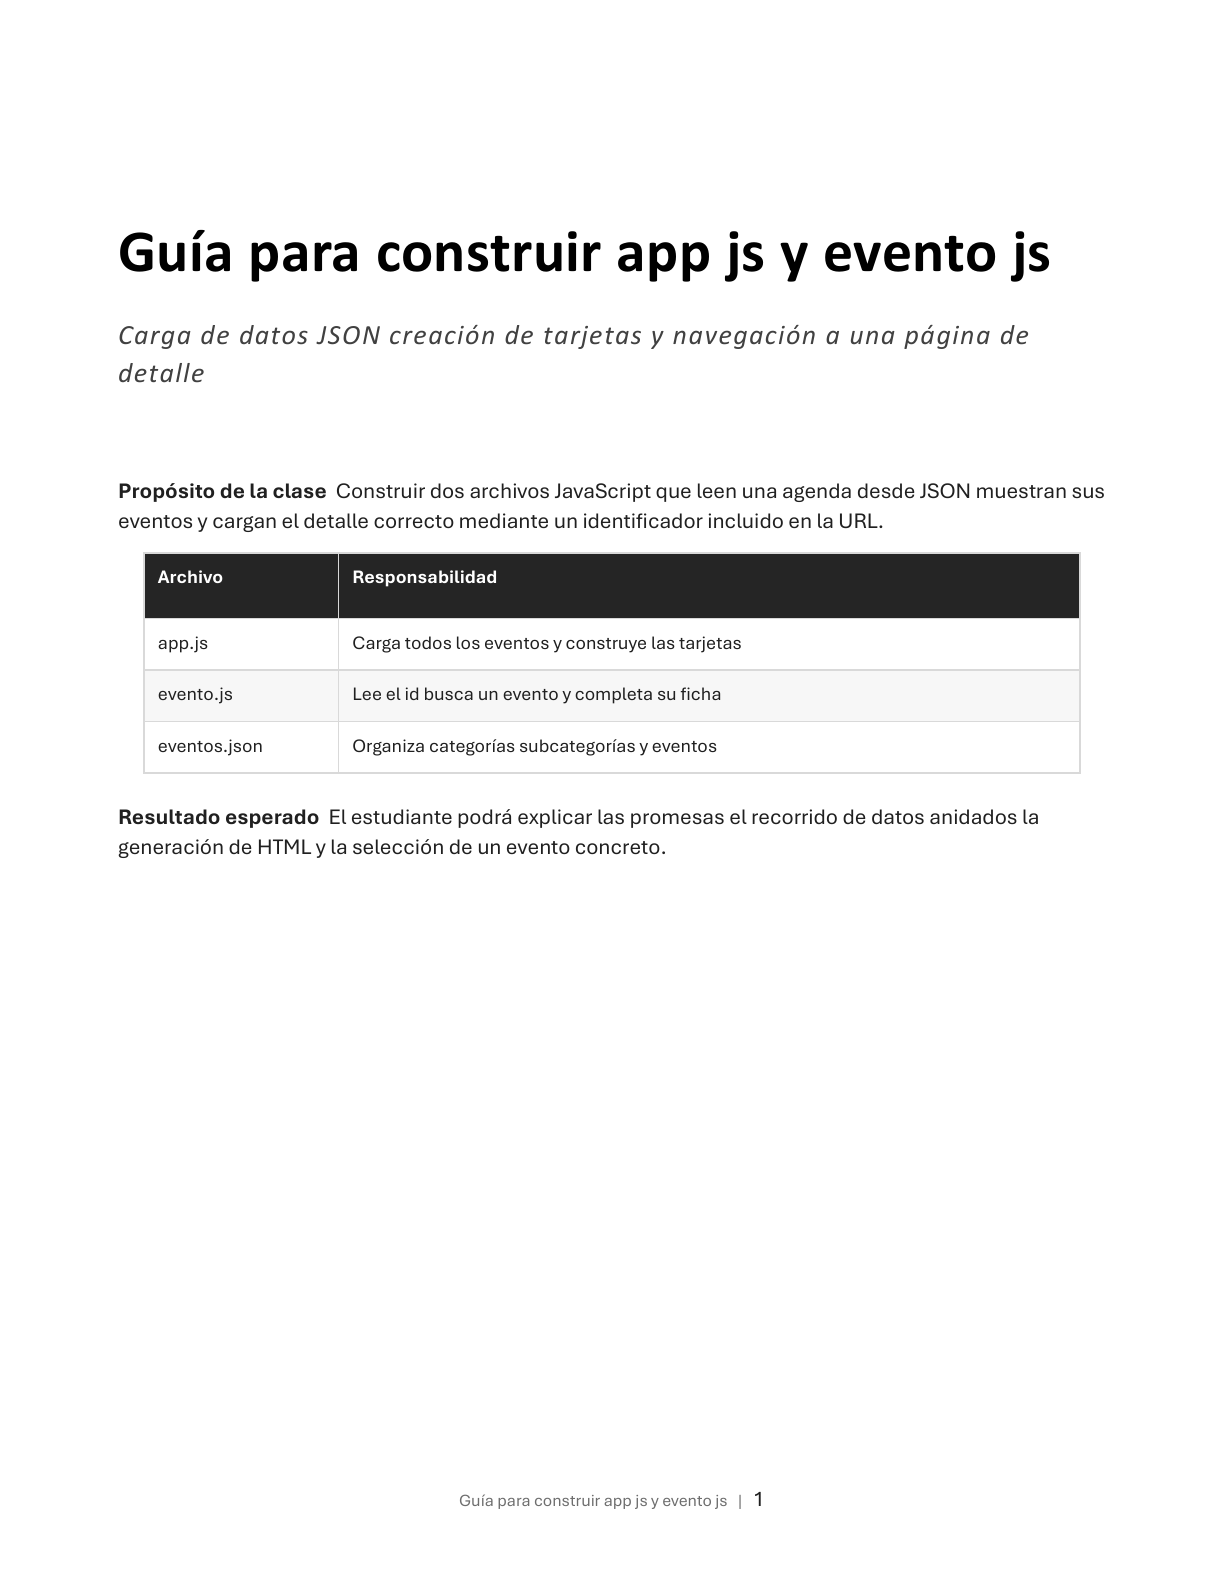 Guía para construir app js y evento js
Carga de datos JSON creación de tarjetas y navegación a una página de
detalle
Propósito de la clase Construir dos archivos JavaScript que leen una agenda desde JSON muestran sus
eventos y cargan el detalle correcto mediante un identificador incluido en la URL.
Archivo Responsabilidad
app.js Carga todos los eventos y construye las tarjetas
evento.js Lee el id busca un evento y completa su ficha
eventos.json Organiza categorías subcategorías y eventos
Resultado esperado El estudiante podrá explicar las promesas el recorrido de datos anidados la
generación de HTML y la selección de un evento concreto.
Guía para construir app js y evento js | 1